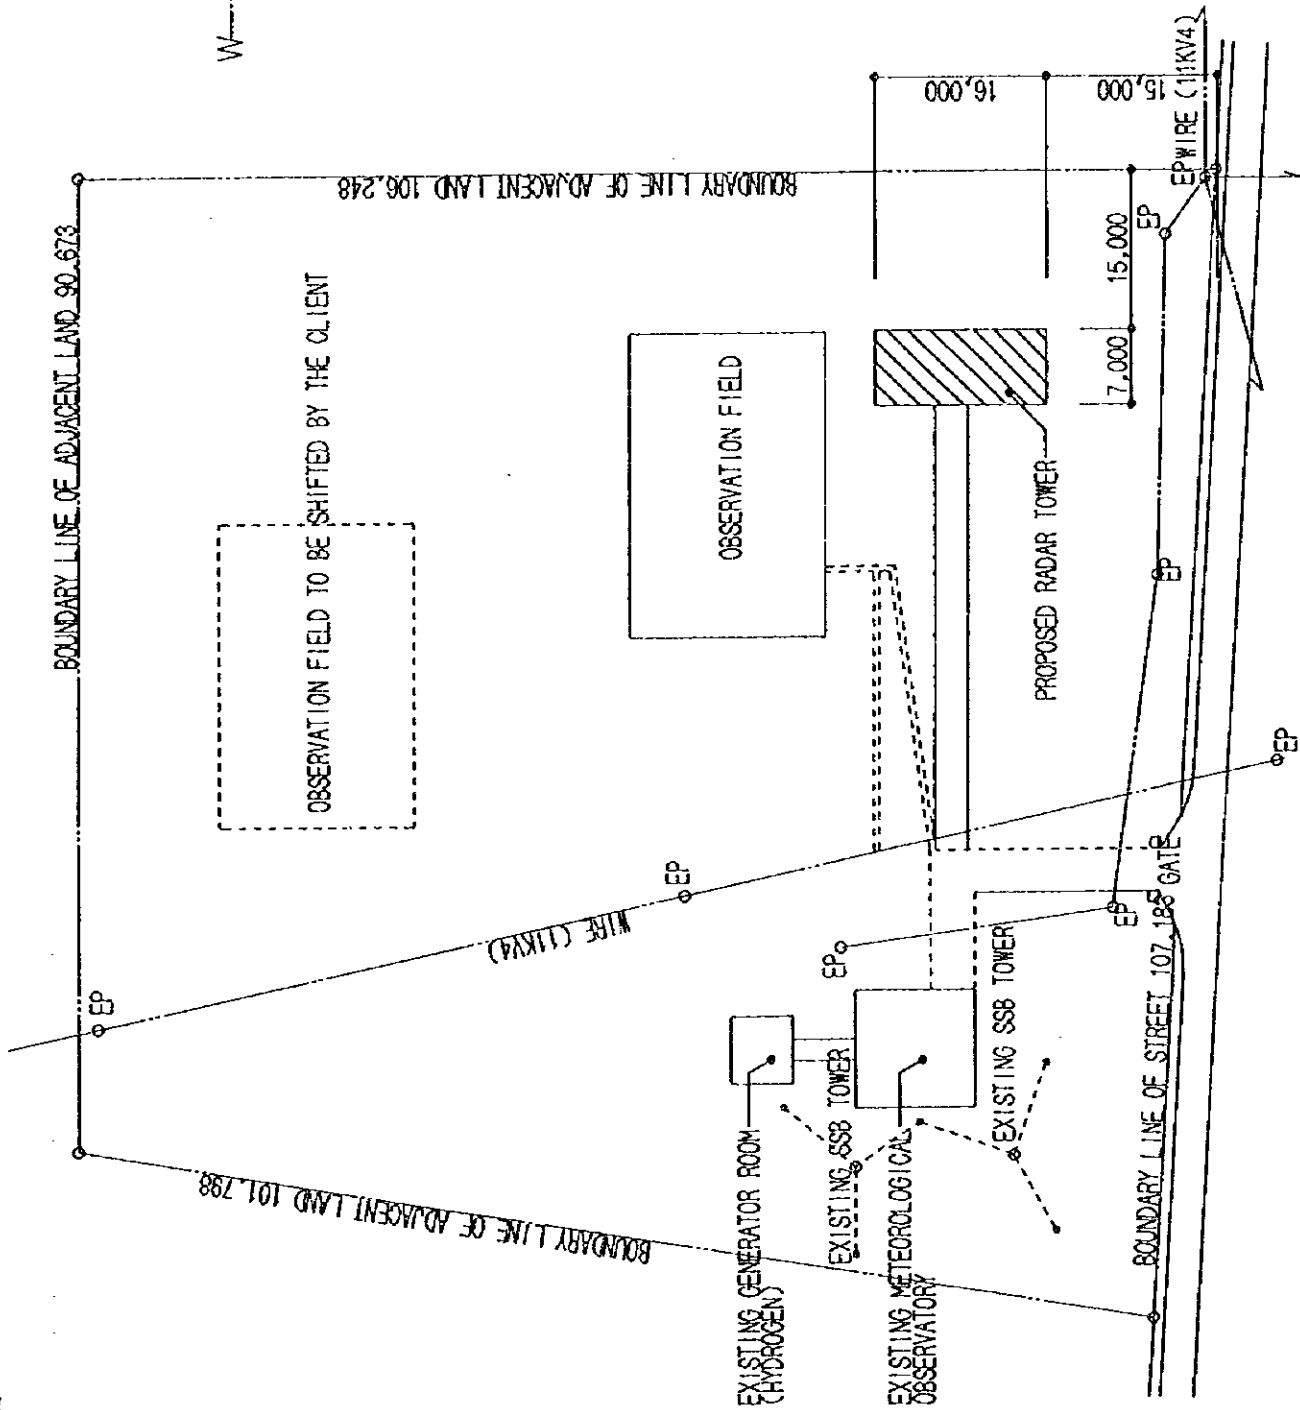 W
BOUNDARY LINE OF ADJACENT LAND 90.673
BOUNDARY LINE OF ADJACENT LAND 106.248
16,000
15,000
EP
WIRE (11KV4)
OBSERVATION FIELD TO BE SHIFTED BY THE CLIENT
OBSERVATION FIELD
15,000
7,000
EP
PROPOSED RADAR TOWER
EP
EP
EP
WIRE (11KV4)
EP
EP
EP
GATE
BOUNDARY LINE OF STREET 107.188
EXISTING SSB TOWER
EXISTING SSB TOWER
EXISTING GENERATOR ROOM
(HYDROGEN)
EXISTING METEOROLOGICAL
OBSERVATORY
BOUNDARY LINE OF ADJACENT LAND 101.798